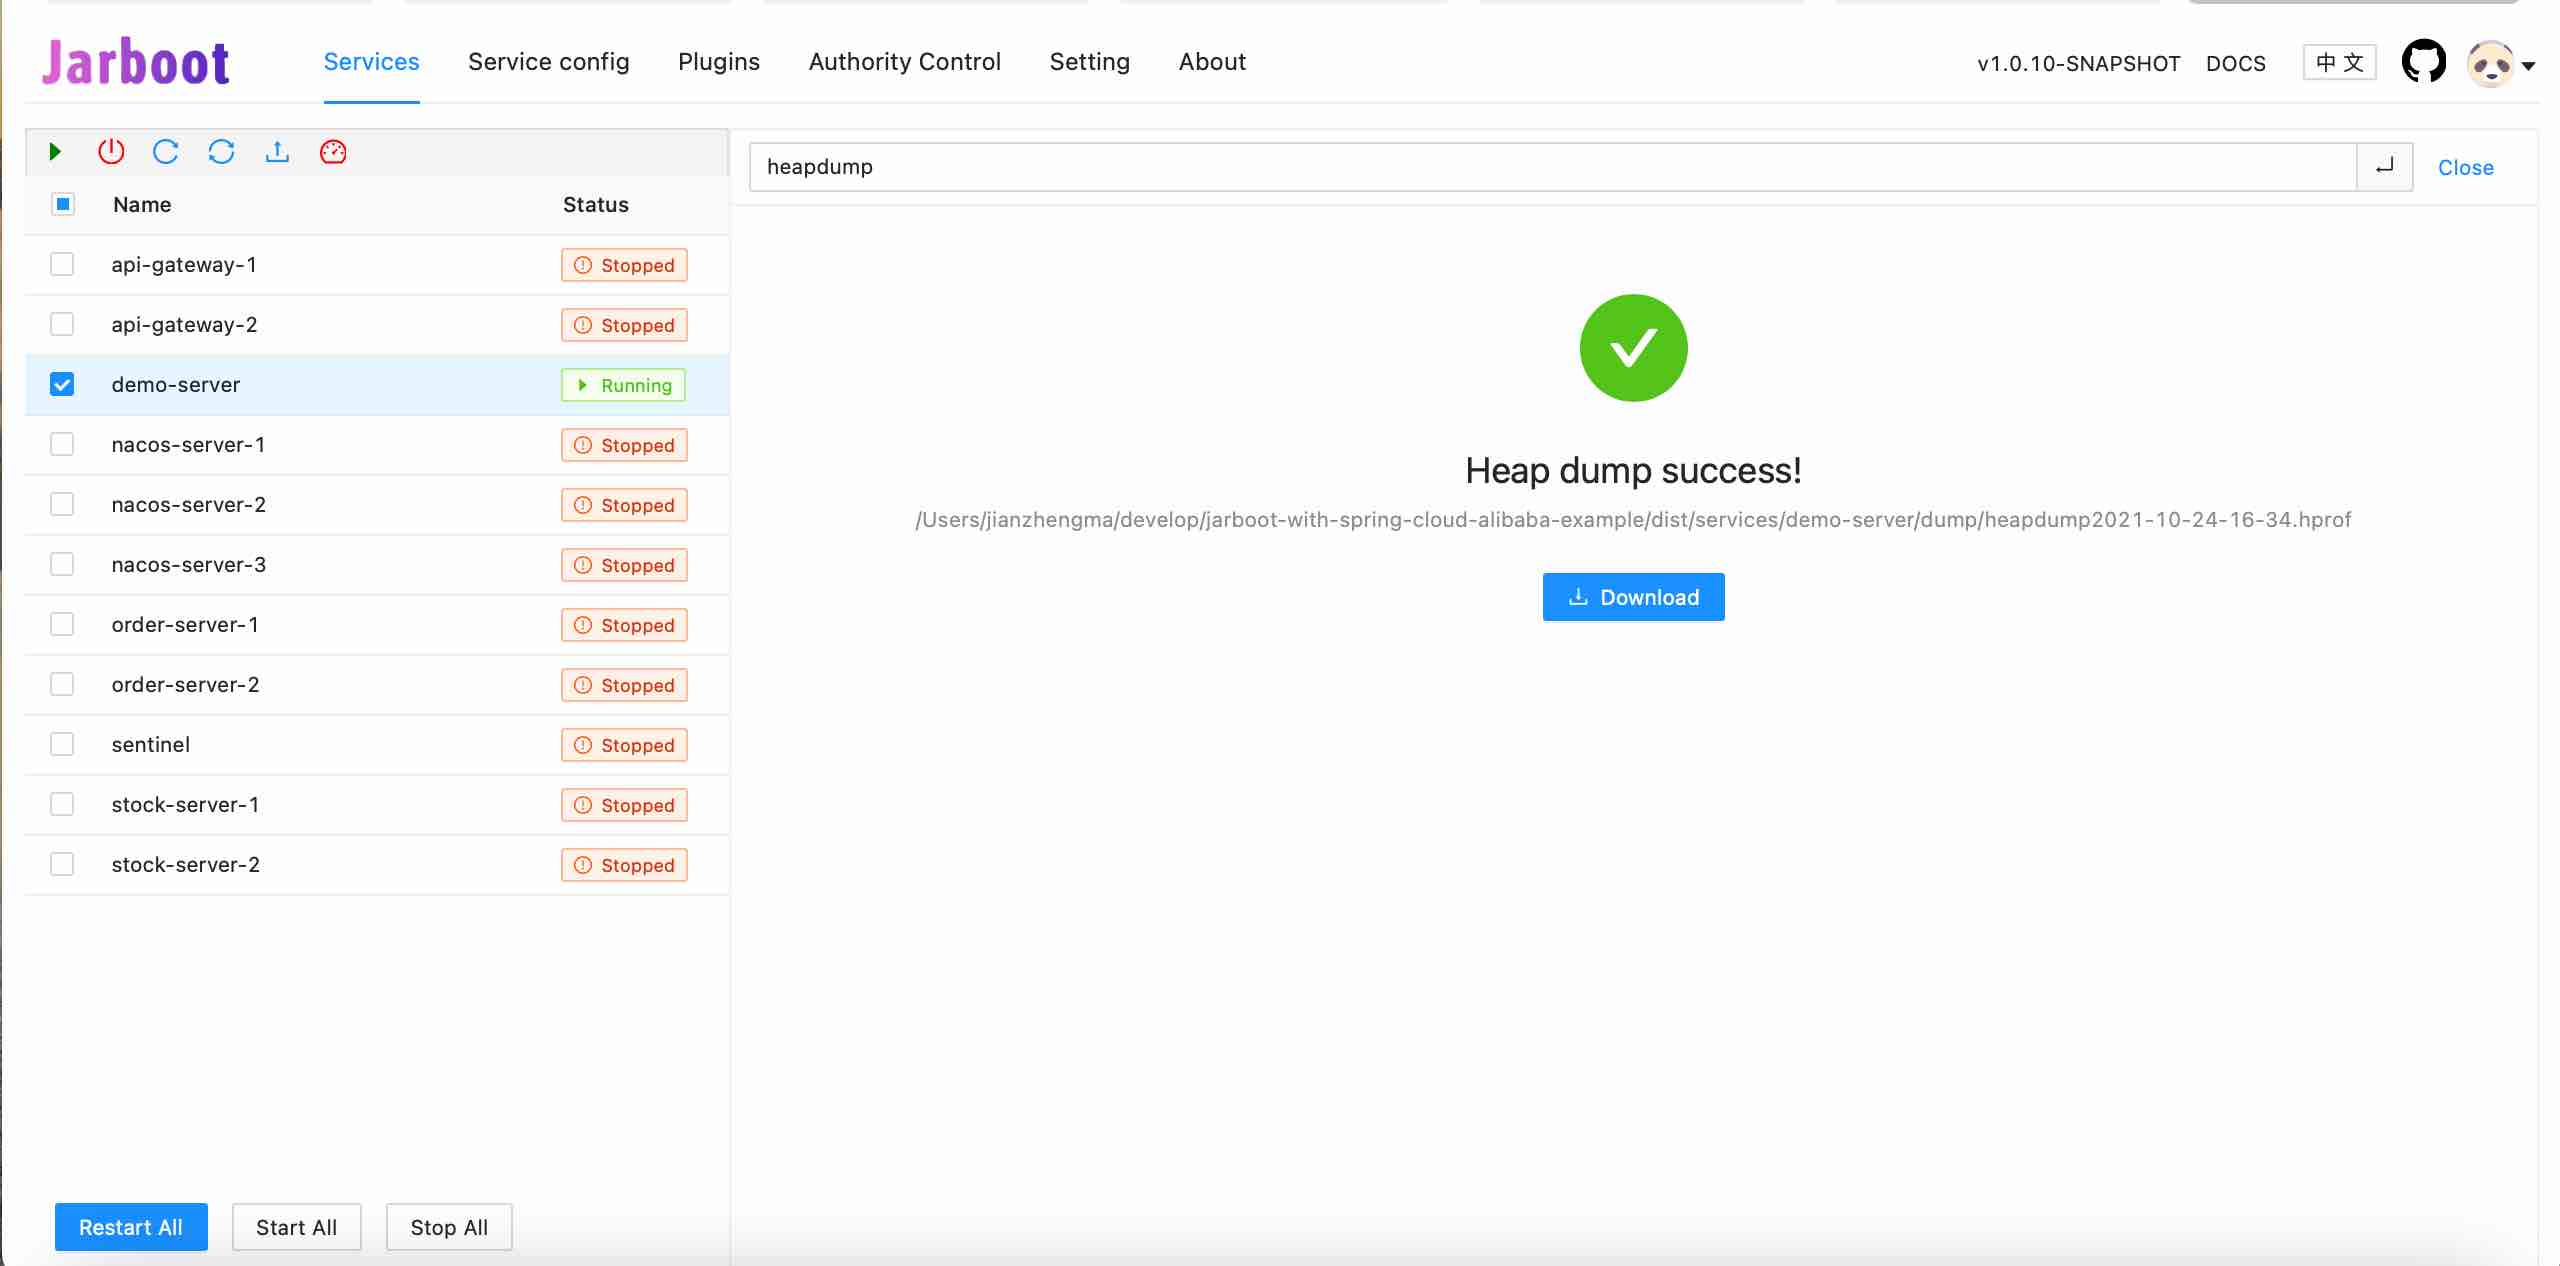 Jarboot Services Service config Plugins Authority Control Setting About v1.0.10-SNAPSHOT DOCS 中 文
heapdump Close
Name Status
api-gateway-1 Stopped
api-gateway-2 Stopped
demo-server Running
nacos-server-1 Stopped
nacos-server-2 Stopped
nacos-server-3 Stopped
order-server-1 Stopped
order-server-2 Stopped
sentinel Stopped
stock-server-1 Stopped
stock-server-2 Stopped
Restart All Start All Stop All
Heap dump success!
/Users/jianzhengma/develop/jarboot-with-spring-cloud-alibaba-example/dist/services/demo-server/dump/heapdump2021-10-24-16-34.hprof
Download